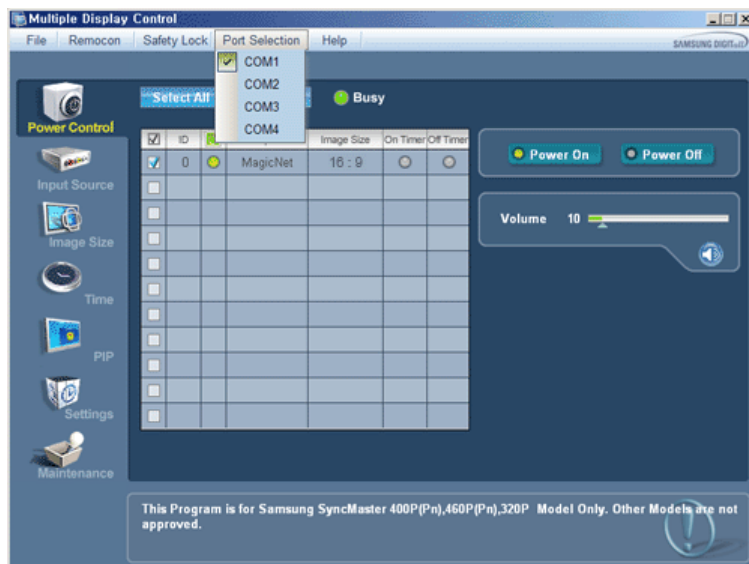 Multiple Display Control
File Remocon Safety Lock Port Selection Help
COM1
COM2
COM3
COM4
Select All
Busy
Power Control
Input Source
Image Size
Time
PIP
Settings
Maintenance
ID Image Size On Timer Off Timer
0 MagicNet 16 : 9
Power On Power Off
Volume 10
This Program is for Samsung SyncMaster 400P(Pn),460P(Pn),320P Model Only. Other Models are not
approved.